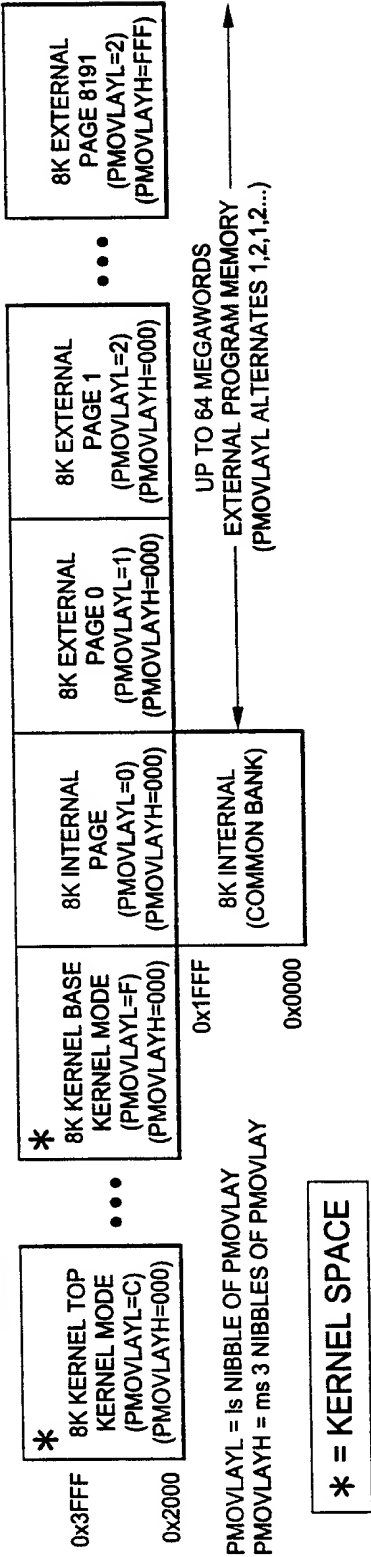 0x3FFF
0x2000
*
8K KERNEL TOP
KERNEL MODE
(PMOVLAYL=C)
(PMOVLAYH=000)
•••
*
8K KERNEL BASE
KERNEL MODE
(PMOVLAYL=F)
(PMOVLAYH=000)
8K INTERNAL
PAGE
(PMOVLAYL=0)
(PMOVLAYH=000)
8K EXTERNAL
PAGE 0
(PMOVLAYL=1)
(PMOVLAYH=000)
8K EXTERNAL
PAGE 1
(PMOVLAYL=2)
(PMOVLAYH=000)
•••
8K EXTERNAL
PAGE 8191
(PMOVLAYL=2)
(PMOVLAYH=FFF)
0x1FFF
0x0000
8K INTERNAL
(COMMON BANK)
UP TO 64 MEGAWORDS
EXTERNAL PROGRAM MEMORY
(PMOVLAYL ALTERNATES 1,2,1,2...)
PMOVLAYL = ls NIBBLE OF PMOVLAY
PMOVLAYH = ms 3 NIBBLES OF PMOVLAY
* = KERNEL SPACE